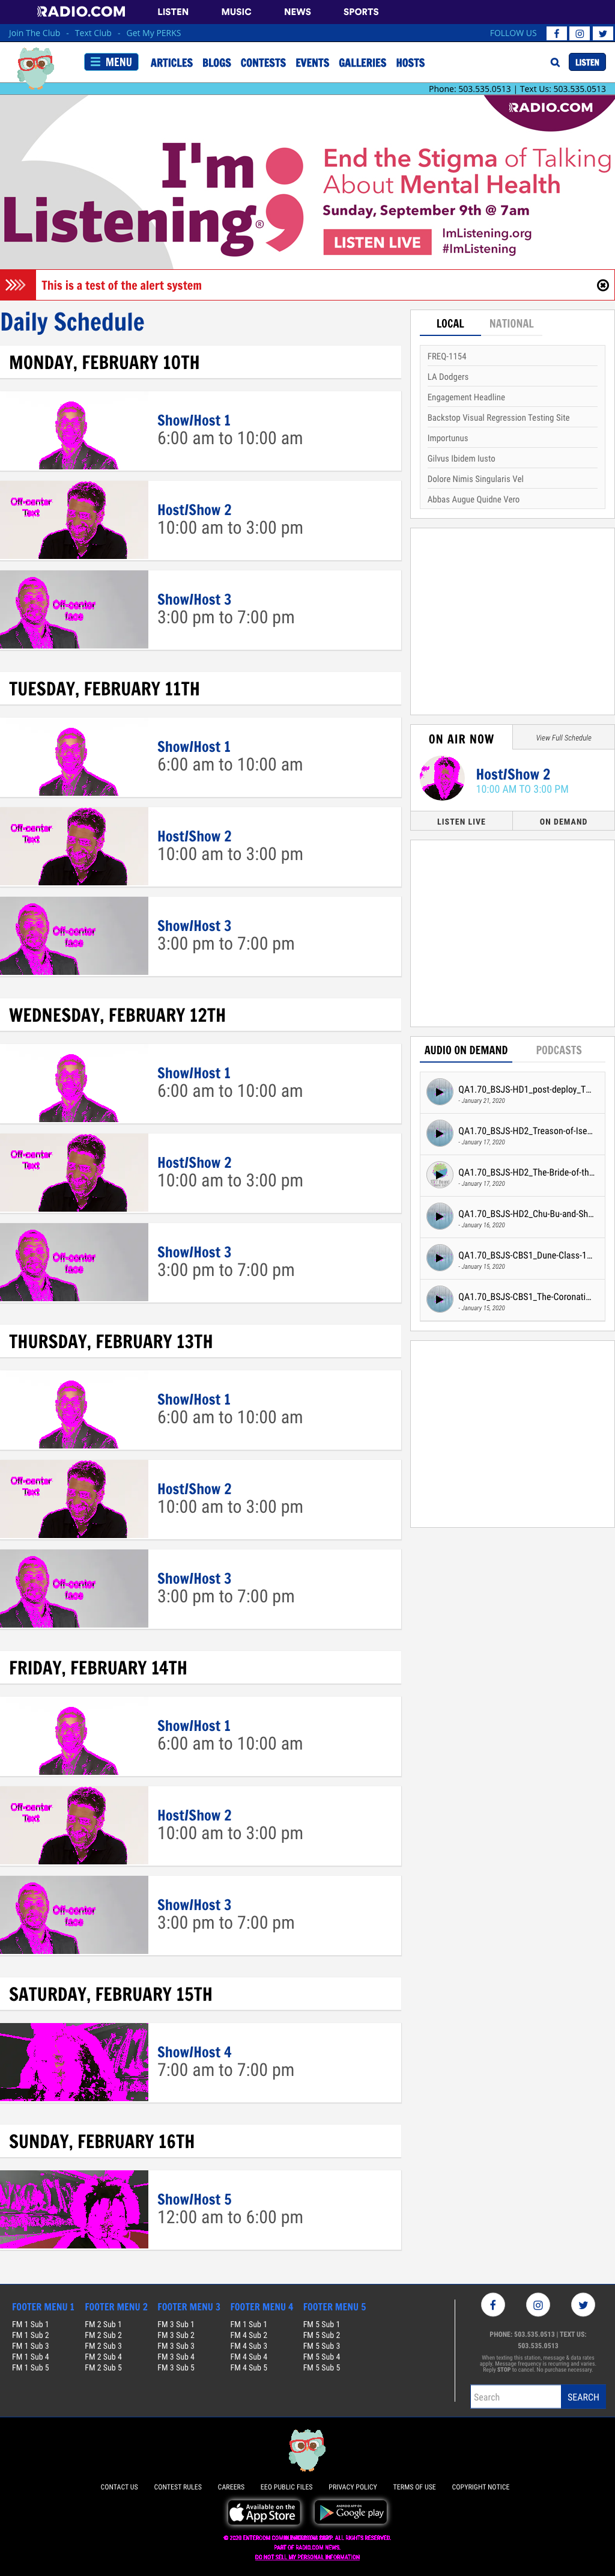 RADIO.COM LISTEN MUSIC NEWS SPORTS
Join The Club - Text Club - Get My PERKS FOLLOW US
MENU ARTICLES BLOGS CONTESTS EVENTS GALLERIES HOSTS LISTEN
Phone: 503.535.0513 | Text Us: 503.535.0513
RADIO.COM
I'm
Listening®
End the Stigma of Talking
About Mental Health
Sunday, September 9th @ 7am
LISTEN LIVE
ImListening.org
#ImListening
This is a test of the alert system
Daily Schedule
MONDAY, FEBRUARY 10TH
Show/Host 1
6:00 am to 10:00 am
Off-center
Text
Host/Show 2
10:00 am to 3:00 pm
Off-center
face
Show/Host 3
3:00 pm to 7:00 pm
TUESDAY, FEBRUARY 11TH
Show/Host 1
6:00 am to 10:00 am
Off-center
Text
Host/Show 2
10:00 am to 3:00 pm
Off-center
face
Show/Host 3
3:00 pm to 7:00 pm
WEDNESDAY, FEBRUARY 12TH
Show/Host 1
6:00 am to 10:00 am
Off-center
Text
Host/Show 2
10:00 am to 3:00 pm
Off-center
face
Show/Host 3
3:00 pm to 7:00 pm
THURSDAY, FEBRUARY 13TH
Show/Host 1
6:00 am to 10:00 am
Off-center
Text
Host/Show 2
10:00 am to 3:00 pm
Off-center
face
Show/Host 3
3:00 pm to 7:00 pm
FRIDAY, FEBRUARY 14TH
Show/Host 1
6:00 am to 10:00 am
Off-center
Text
Host/Show 2
10:00 am to 3:00 pm
Off-center
face
Show/Host 3
3:00 pm to 7:00 pm
SATURDAY, FEBRUARY 15TH
Show/Host 4
7:00 am to 7:00 pm
SUNDAY, FEBRUARY 16TH
Show/Host 5
12:00 am to 6:00 pm
LOCAL NATIONAL
FREQ-1154
LA Dodgers
Engagement Headline
Backstop Visual Regression Testing Site
Importunus
Gilvus Ibidem Iusto
Dolore Nimis Singularis Vel
Abbas Augue Quidne Vero
ON AIR NOW View Full Schedule
Host/Show 2
10:00 AM TO 3:00 PM
LISTEN LIVE ON DEMAND
AUDIO ON DEMAND PODCASTS
QA1.70_BSJS-HD1_post-deploy_T...
- January 21, 2020
QA1.70_BSJS-HD2_Treason-of-Ise...
- January 17, 2020
QA1.70_BSJS-HD2_The-Bride-of-th...
- January 17, 2020
QA1.70_BSJS-HD2_Chu-Bu-and-Sh...
- January 16, 2020
QA1.70_BSJS-CBS1_Dune-Class-1...
- January 15, 2020
QA1.70_BSJS-CBS1_The-Coronati...
- January 15, 2020
FOOTER MENU 1 FOOTER MENU 2 FOOTER MENU 3 FOOTER MENU 4 FOOTER MENU 5
FM 1 Sub 1 FM 2 Sub 1 FM 3 Sub 1 FM 1 Sub 1 FM 5 Sub 1
FM 1 Sub 2 FM 2 Sub 2 FM 3 Sub 2 FM 4 Sub 2 FM 5 Sub 2
FM 1 Sub 3 FM 2 Sub 3 FM 3 Sub 3 FM 4 Sub 3 FM 5 Sub 3
FM 1 Sub 4 FM 2 Sub 4 FM 3 Sub 4 FM 4 Sub 4 FM 5 Sub 4
FM 1 Sub 5 FM 2 Sub 5 FM 3 Sub 5 FM 4 Sub 5 FM 5 Sub 5
PHONE: 503.535.0513 | TEXT US:
503.535.0513
When texting this station, message & data rates
apply. Message frequency is recurring and varies.
Reply STOP to cancel. No purchase necessary.
Search SEARCH
CONTACT US CONTEST RULES CAREERS EEO PUBLIC FILES PRIVACY POLICY TERMS OF USE COPYRIGHT NOTICE
Available on the
App Store
ANDROID APP ON
Google play
© 2020 ENTERCOM ALL RIGHTS RESERVED.
PART OF RADIO.COM NEWS.
DO NOT SELL MY PERSONAL INFORMATION